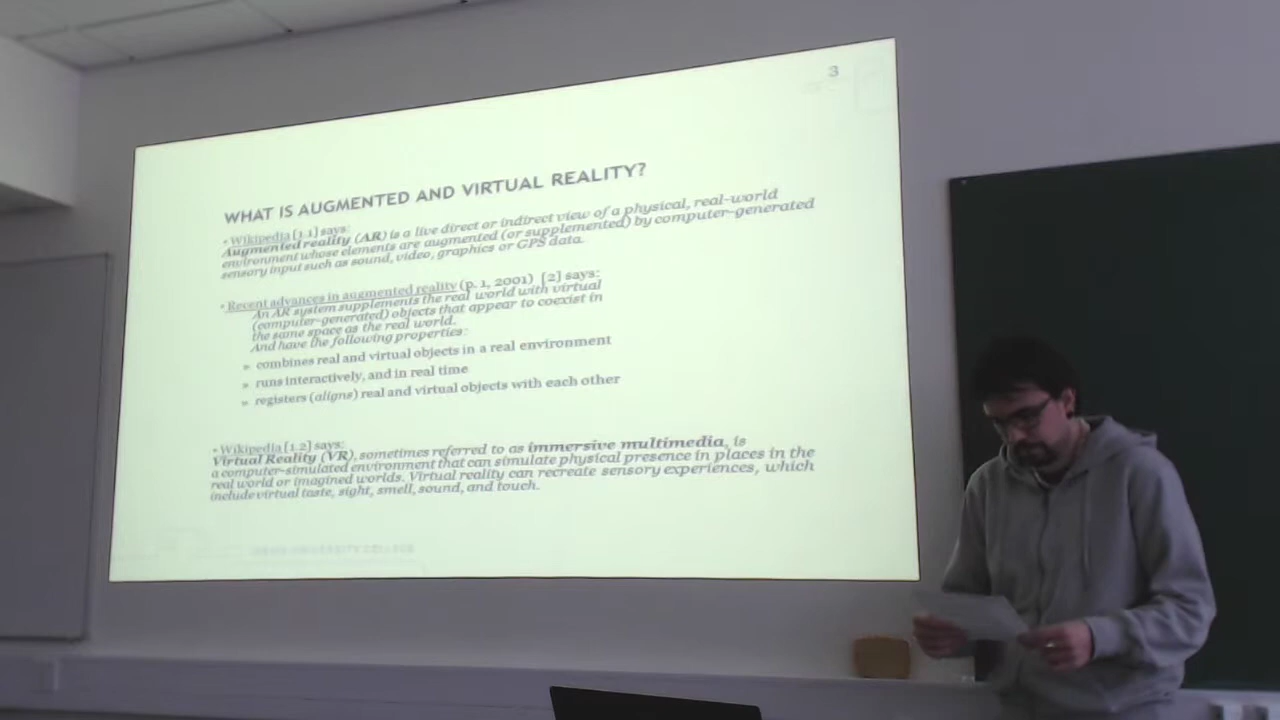 3
WHAT IS AUGMENTED AND VIRTUAL REALITY?
• Wikipedia [1.1] says:
Augmented reality (AR) is a live direct or indirect view of a physical, real-world
environment whose elements are augmented (or supplemented) by computer-generated
sensory input such as sound, video, graphics or GPS data.
• Recent advances in augmented reality (p. 1, 2001) [2] says:
An AR system supplements the real world with virtual
(computer-generated) objects that appear to coexist in
the same space as the real world.
And have the following properties:
» combines real and virtual objects in a real environment
» runs interactively, and in real time
» registers (aligns) real and virtual objects with each other
• Wikipedia [1.2] says:
Virtual Reality (VR), sometimes referred to as immersive multimedia, is
a computer-simulated environment that can simulate physical presence in places in the
real world or imagined worlds. Virtual reality can recreate sensory experiences, which
include virtual taste, sight, smell, sound, and touch.
UNIVERSITY COLLEGE